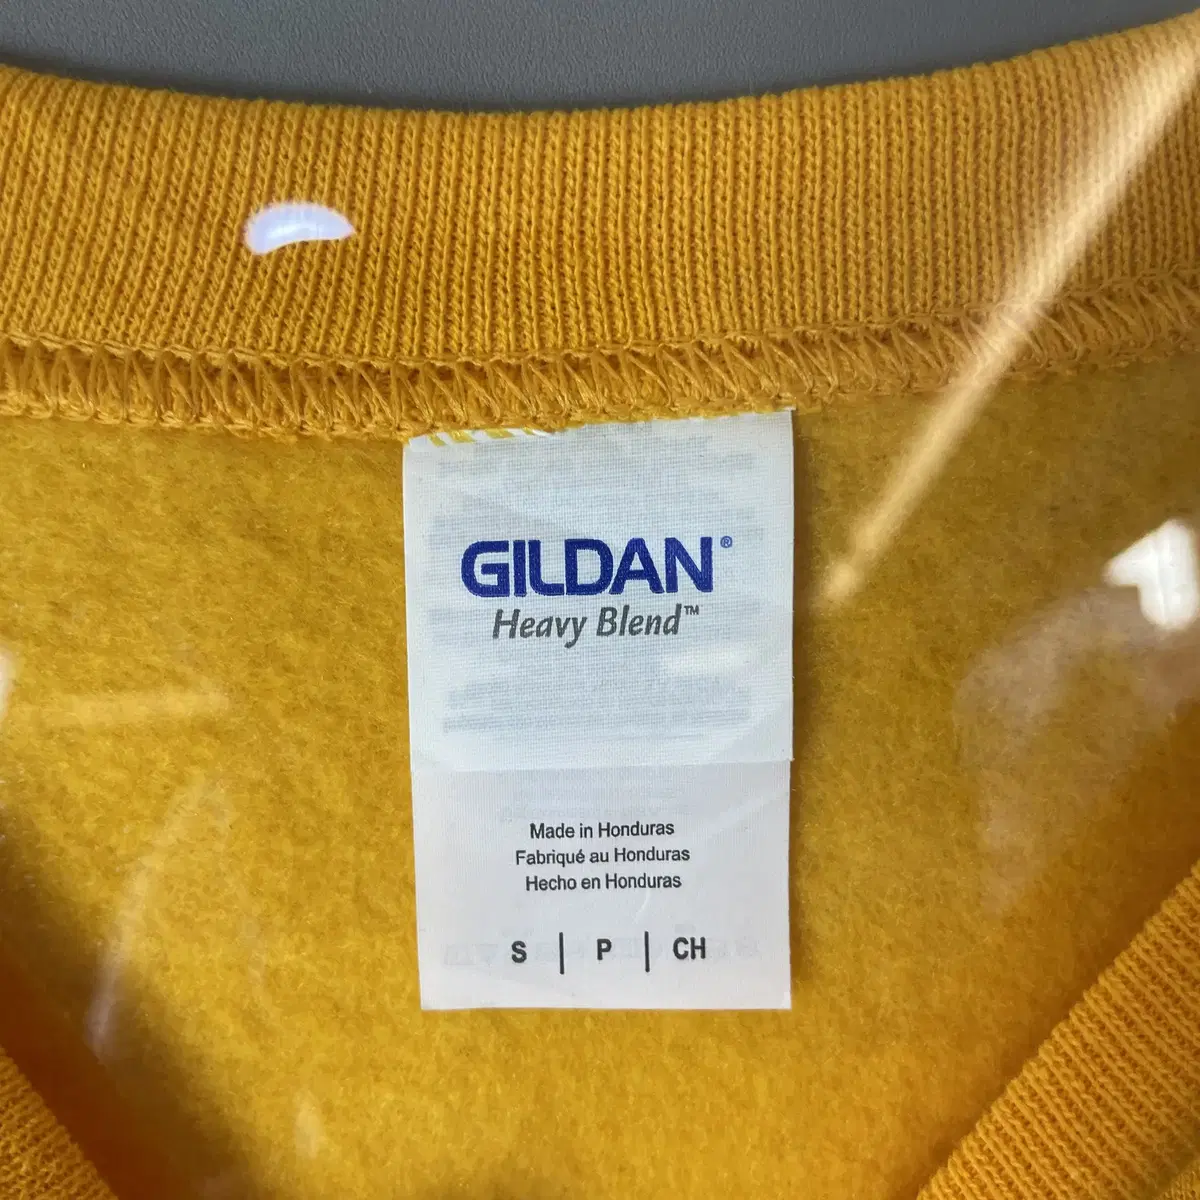 GILDAN®
Heavy Blend™
Made in Honduras
Fabriqué au Honduras
Hecho en Honduras
S | P | CH